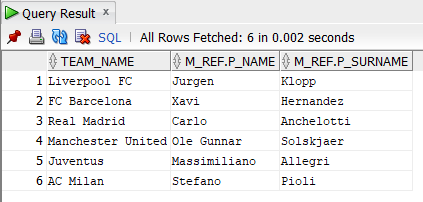 Query Result
SQL | All Rows Fetched: 6 in 0.002 seconds
TEAM_NAME M_REF.P_NAME M_REF.P_SURNAME
1 Liverpool FC Jurgen Klopp
2 FC Barcelona Xavi Hernandez
3 Real Madrid Carlo Anchelotti
4 Manchester United Ole Gunnar Solskjaer
5 Juventus Massimiliano Allegri
6 AC Milan Stefano Pioli